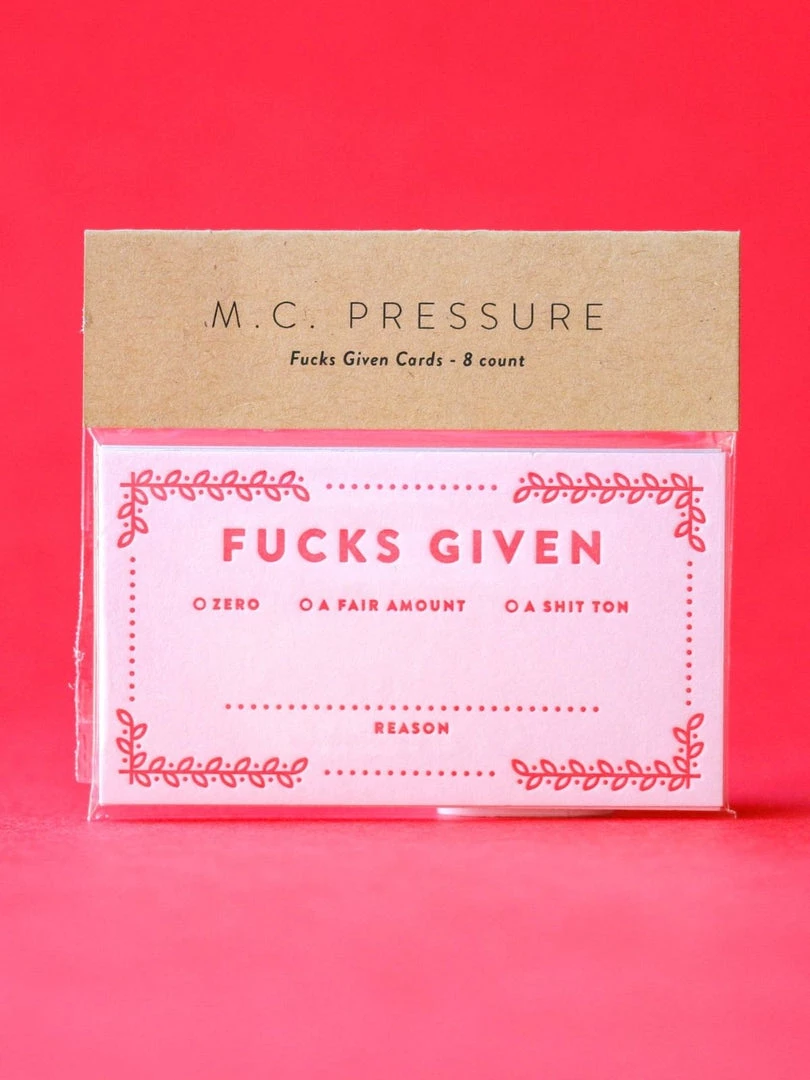 M.C. PRESSURE
Fucks Given Cards - 8 count
FUCKS GIVEN
ZERO A FAIR AMOUNT A SHIT TON
REASON